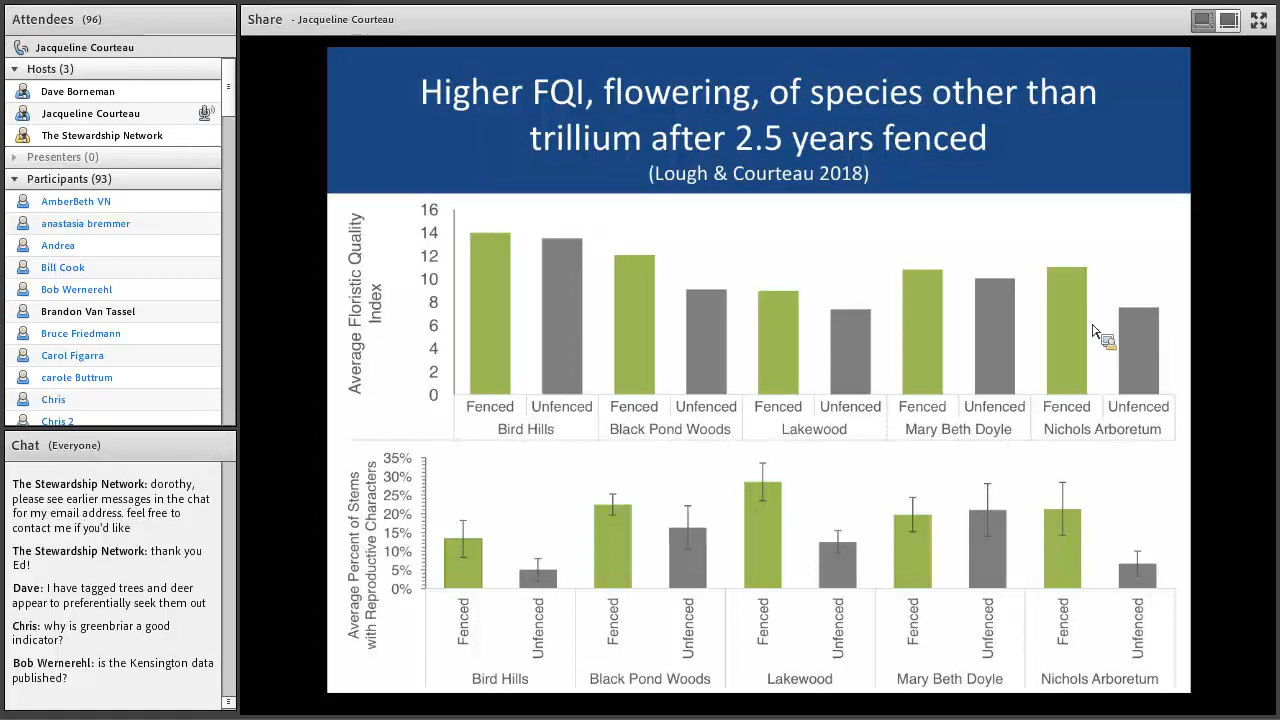 Attendees (96)
Jacqueline Courteau
Hosts (3)
Dave Borneman
Jacqueline Courteau
The Stewardship Network
Presenters (0)
Participants (93)
AmberBeth VN
anastasia bremmer
Andrea
Bill Cook
Bob Wernerehl
Brandon Van Tassel
Bruce Friedmann
Carol Figarra
carole Buttrum
Chris
Chris 2
Chat (Everyone)
The Stewardship Network: dorothy,
please see earlier messages in the chat
for my email address. feel free to
contact me if you'd like
The Stewardship Network: thank you
Ed!
Dave: I have tagged trees and deer
appear to preferentially seek them out
Chris: why is greenbriar a good
indicator?
Bob Wernerehl: is the Kensington data
published?
Share - Jacqueline Courteau
Higher FQI, flowering, of species other than
trillium after 2.5 years fenced
(Lough & Courteau 2018)
Average Floristic Quality
Index
16
14
12
10
8
6
4
2
0
Fenced Unfenced Fenced Unfenced Fenced Unfenced Fenced Unfenced Fenced Unfenced
Bird Hills Black Pond Woods Lakewood Mary Beth Doyle Nichols Arboretum
Average Percent of Stems
with Reproductive Characters
35%
30%
25%
20%
15%
10%
5%
0%
Fenced Unfenced Fenced Unfenced Fenced Unfenced Fenced Unfenced Fenced Unfenced
Bird Hills Black Pond Woods Lakewood Mary Beth Doyle Nichols Arboretum